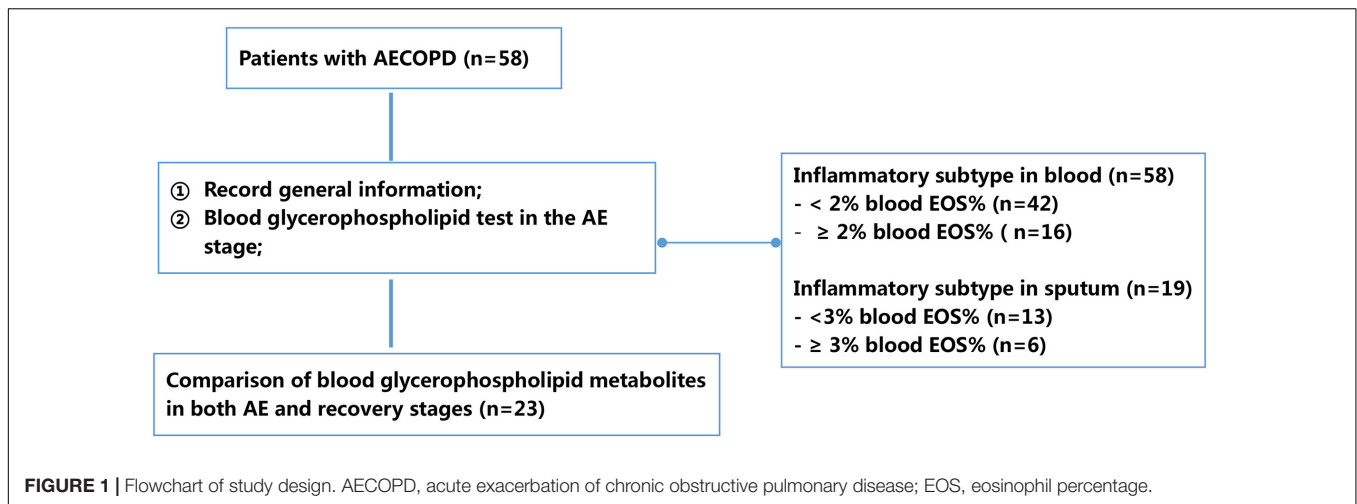 Patients with AECOPD (n=58)
① Record general information;
② Blood glycerophospholipid test in the AE
stage;
Inflammatory subtype in blood (n=58)
- < 2% blood EOS% (n=42)
- ≥ 2% blood EOS% ( n=16)
Inflammatory subtype in sputum (n=19)
- <3% blood EOS% (n=13)
- ≥ 3% blood EOS% (n=6)
Comparison of blood glycerophospholipid metabolites
in both AE and recovery stages (n=23)
FIGURE 1 | Flowchart of study design. AECOPD, acute exacerbation of chronic obstructive pulmonary disease; EOS, eosinophil percentage.